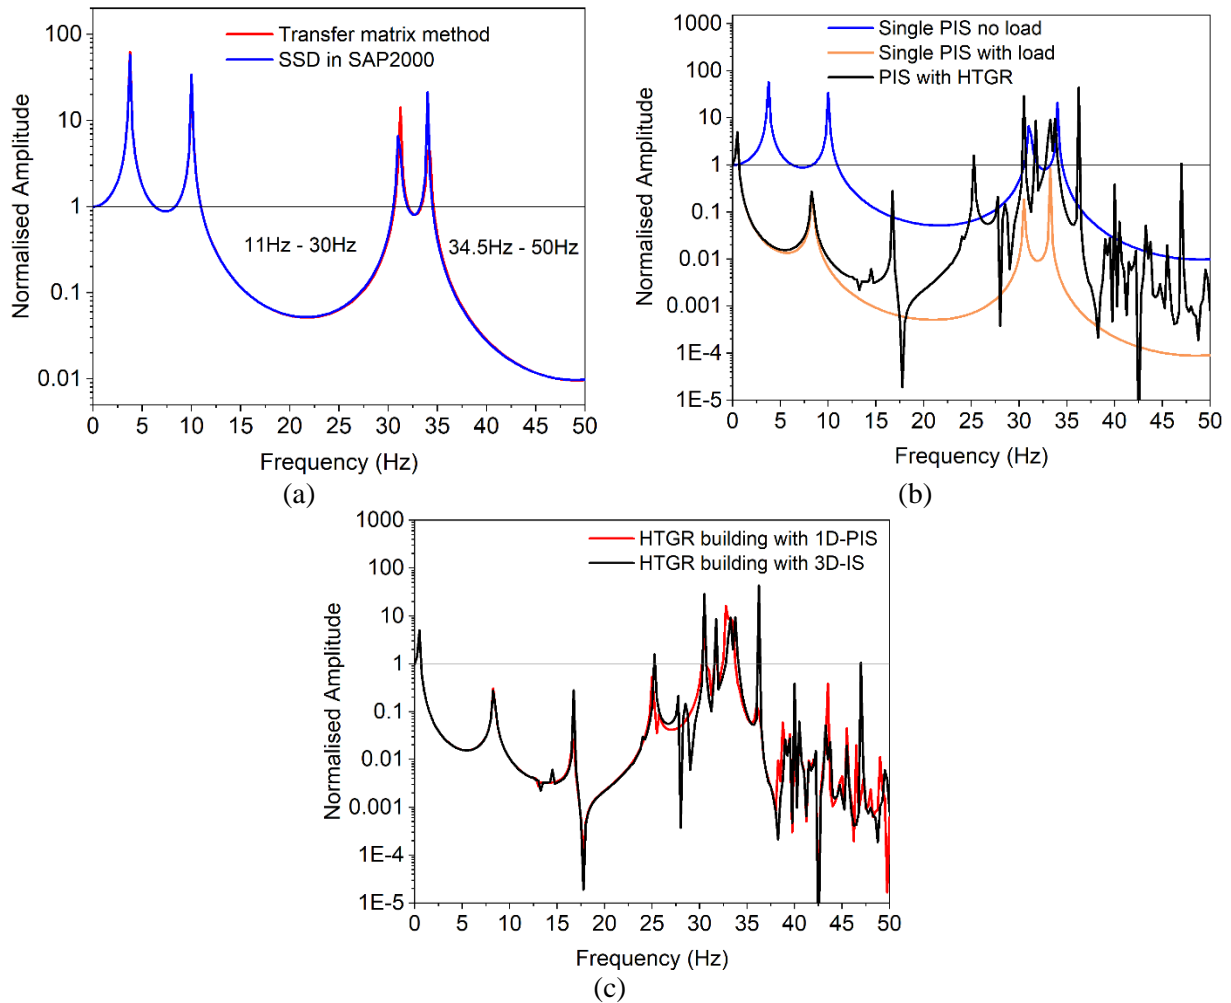 Transfer matrix method
SSD in SAP2000
11Hz - 30Hz
34.5Hz - 50Hz
100
10
1
0.1
0.01
0 5 10 15 20 25 30 35 40 45 50
Normalised Amplitude
Frequency (Hz)
(a)
Single PIS no load
Single PIS with load
PIS with HTGR
1000
100
10
1
0.1
0.01
0.001
1E-4
1E-5
0 5 10 15 20 25 30 35 40 45 50
Normalised Amplitude
Frequency (Hz)
(b)
HTGR building with 1D-PIS
HTGR building with 3D-IS
1000
100
10
1
0.1
0.01
0.001
1E-4
1E-5
0 5 10 15 20 25 30 35 40 45 50
Normalised Amplitude
Frequency (Hz)
(c)